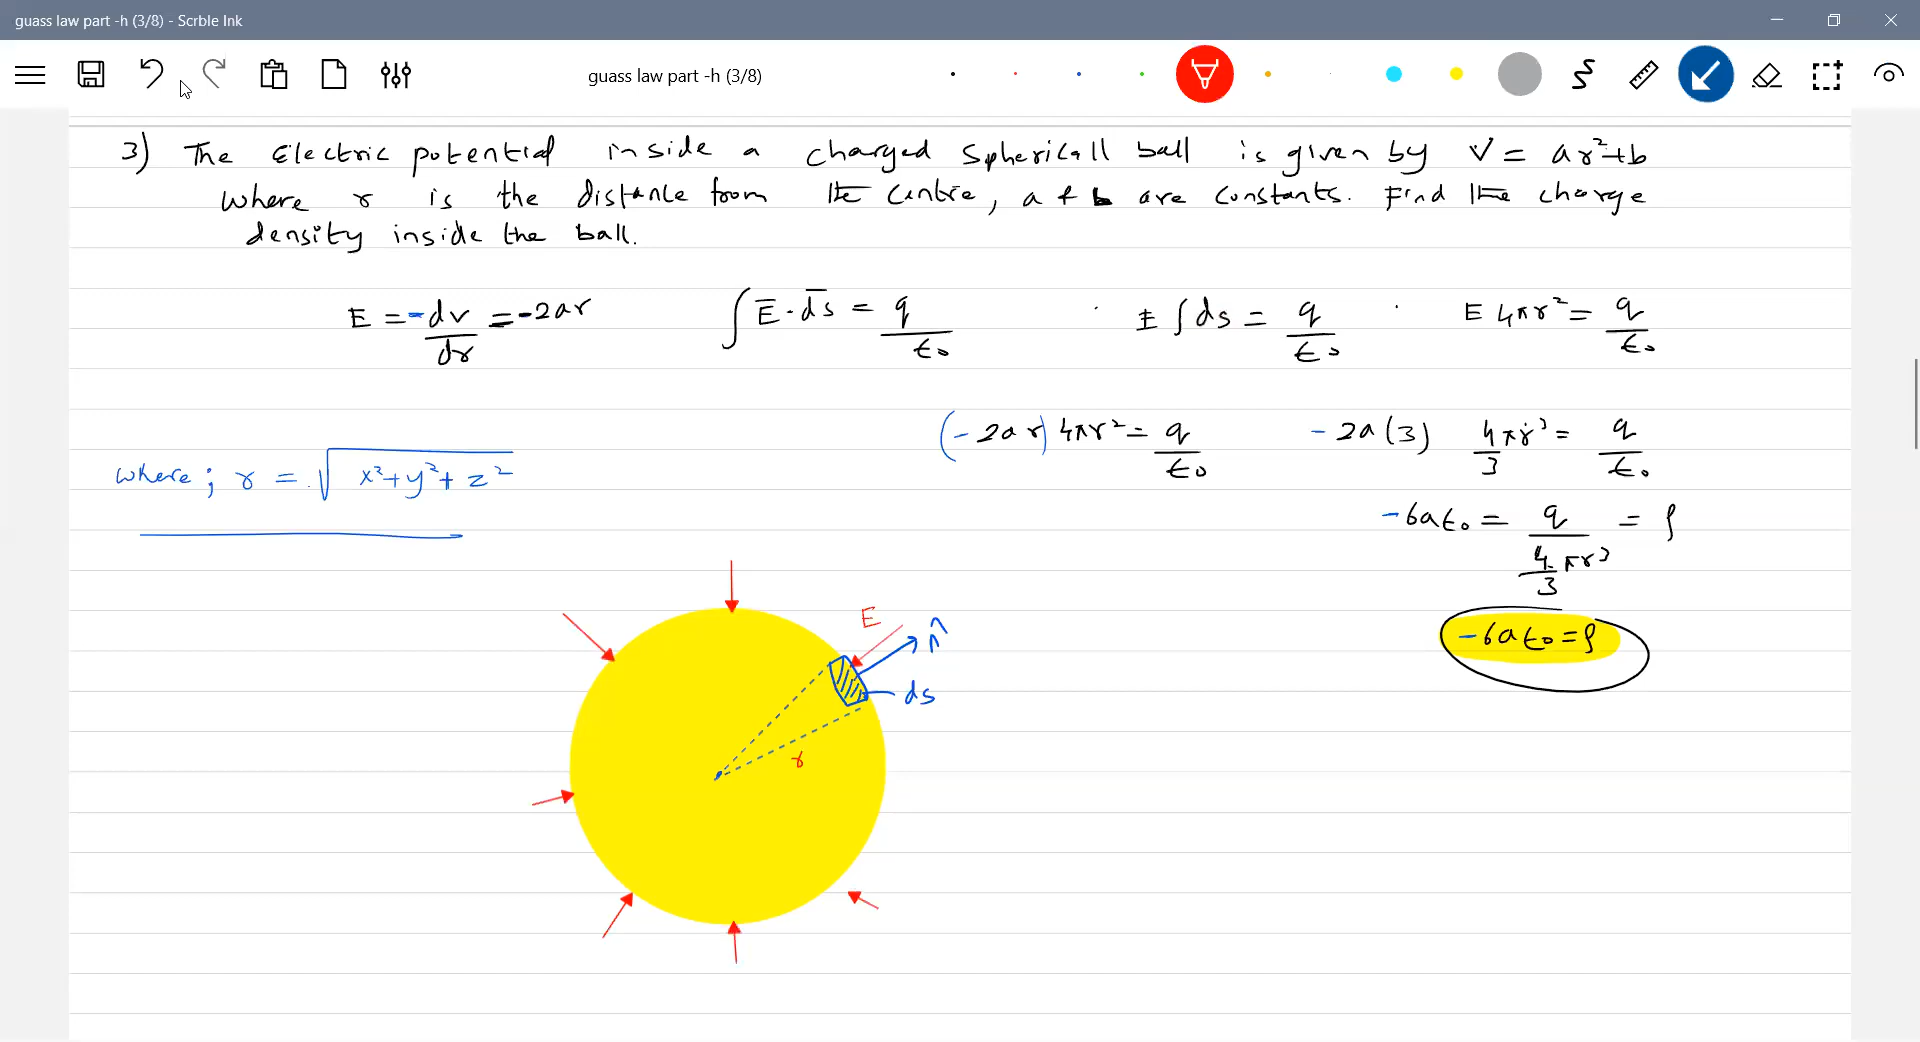 guass law part -h (3/8) - Scrble Ink
guass law part -h (3/8)
3) The Electric potential inside a charged Sphericall ball is given by V = ar²+b
where r is the distance from the Centre, a & b are constants. Find the charge
density inside the ball.
E = -dv/dr = -2ar ∫ E̅ · d̅s̅ = q/ε₀ E ∫ ds = q/ε₀ E 4πr² = q/ε₀
(-2ar) 4πr² = q/ε₀ -2a(3) 4/3 πr³ = q/ε₀
where ; r = √x²+y²+z²
-6aε₀ = q / 4/3 πr³ = ρ
-6aε₀ = ρ
E
n̂
ds
r